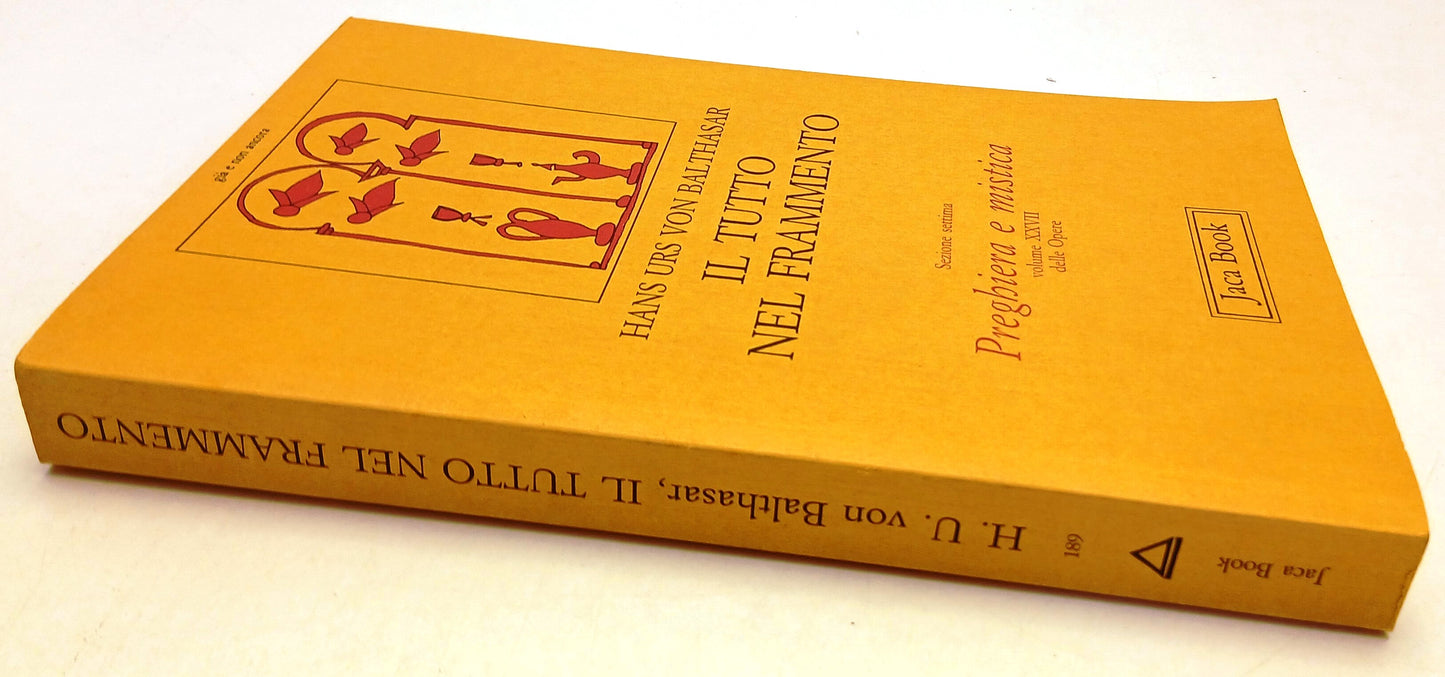 già e non ancora
HANS URS VON BALTHASAR
IL TUTTO
NEL FRAMMENTO
Sezione settima
Preghiera e mistica
volume XXVII
delle Opere
Jaca Book
H. U. von Balthasar, IL TUTTO NEL FRAMMENTO
189
Jaca Book